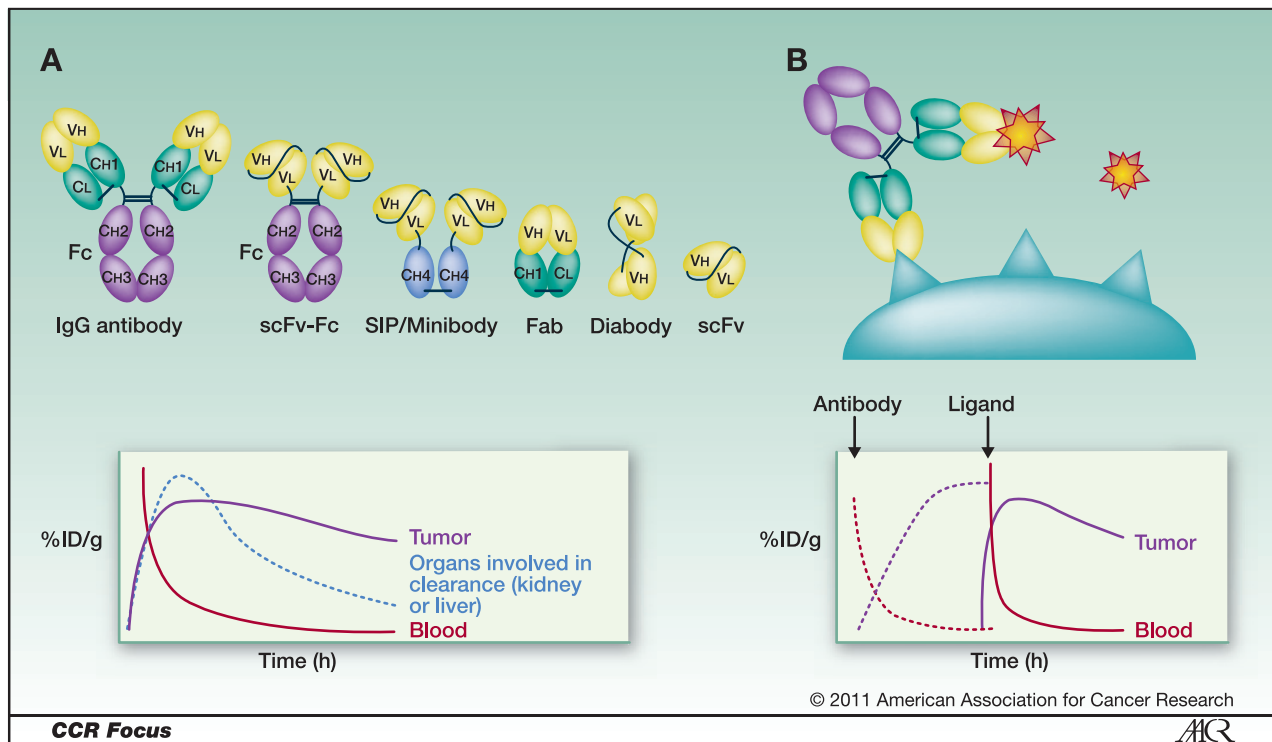 A
B
VH
VL
CH1
CL
VH
VL
CH1
CL
Fc
CH2
CH2
CH3
CH3
IgG antibody
VH
VL
VH
VL
Fc
CH2
CH2
CH3
CH3
scFv-Fc
VH
VL
VH
VL
CH4
CH4
SIP/Minibody
VH
VL
CH1
CL
Fab
VL
VH
Diabody
VH
VL
scFv
%ID/g
Tumor
Organs involved in
clearance (kidney
or liver)
Blood
Time (h)
Antibody
Ligand
%ID/g
Tumor
Blood
Time (h)
© 2011 American Association for Cancer Research
CCR Focus
AACR